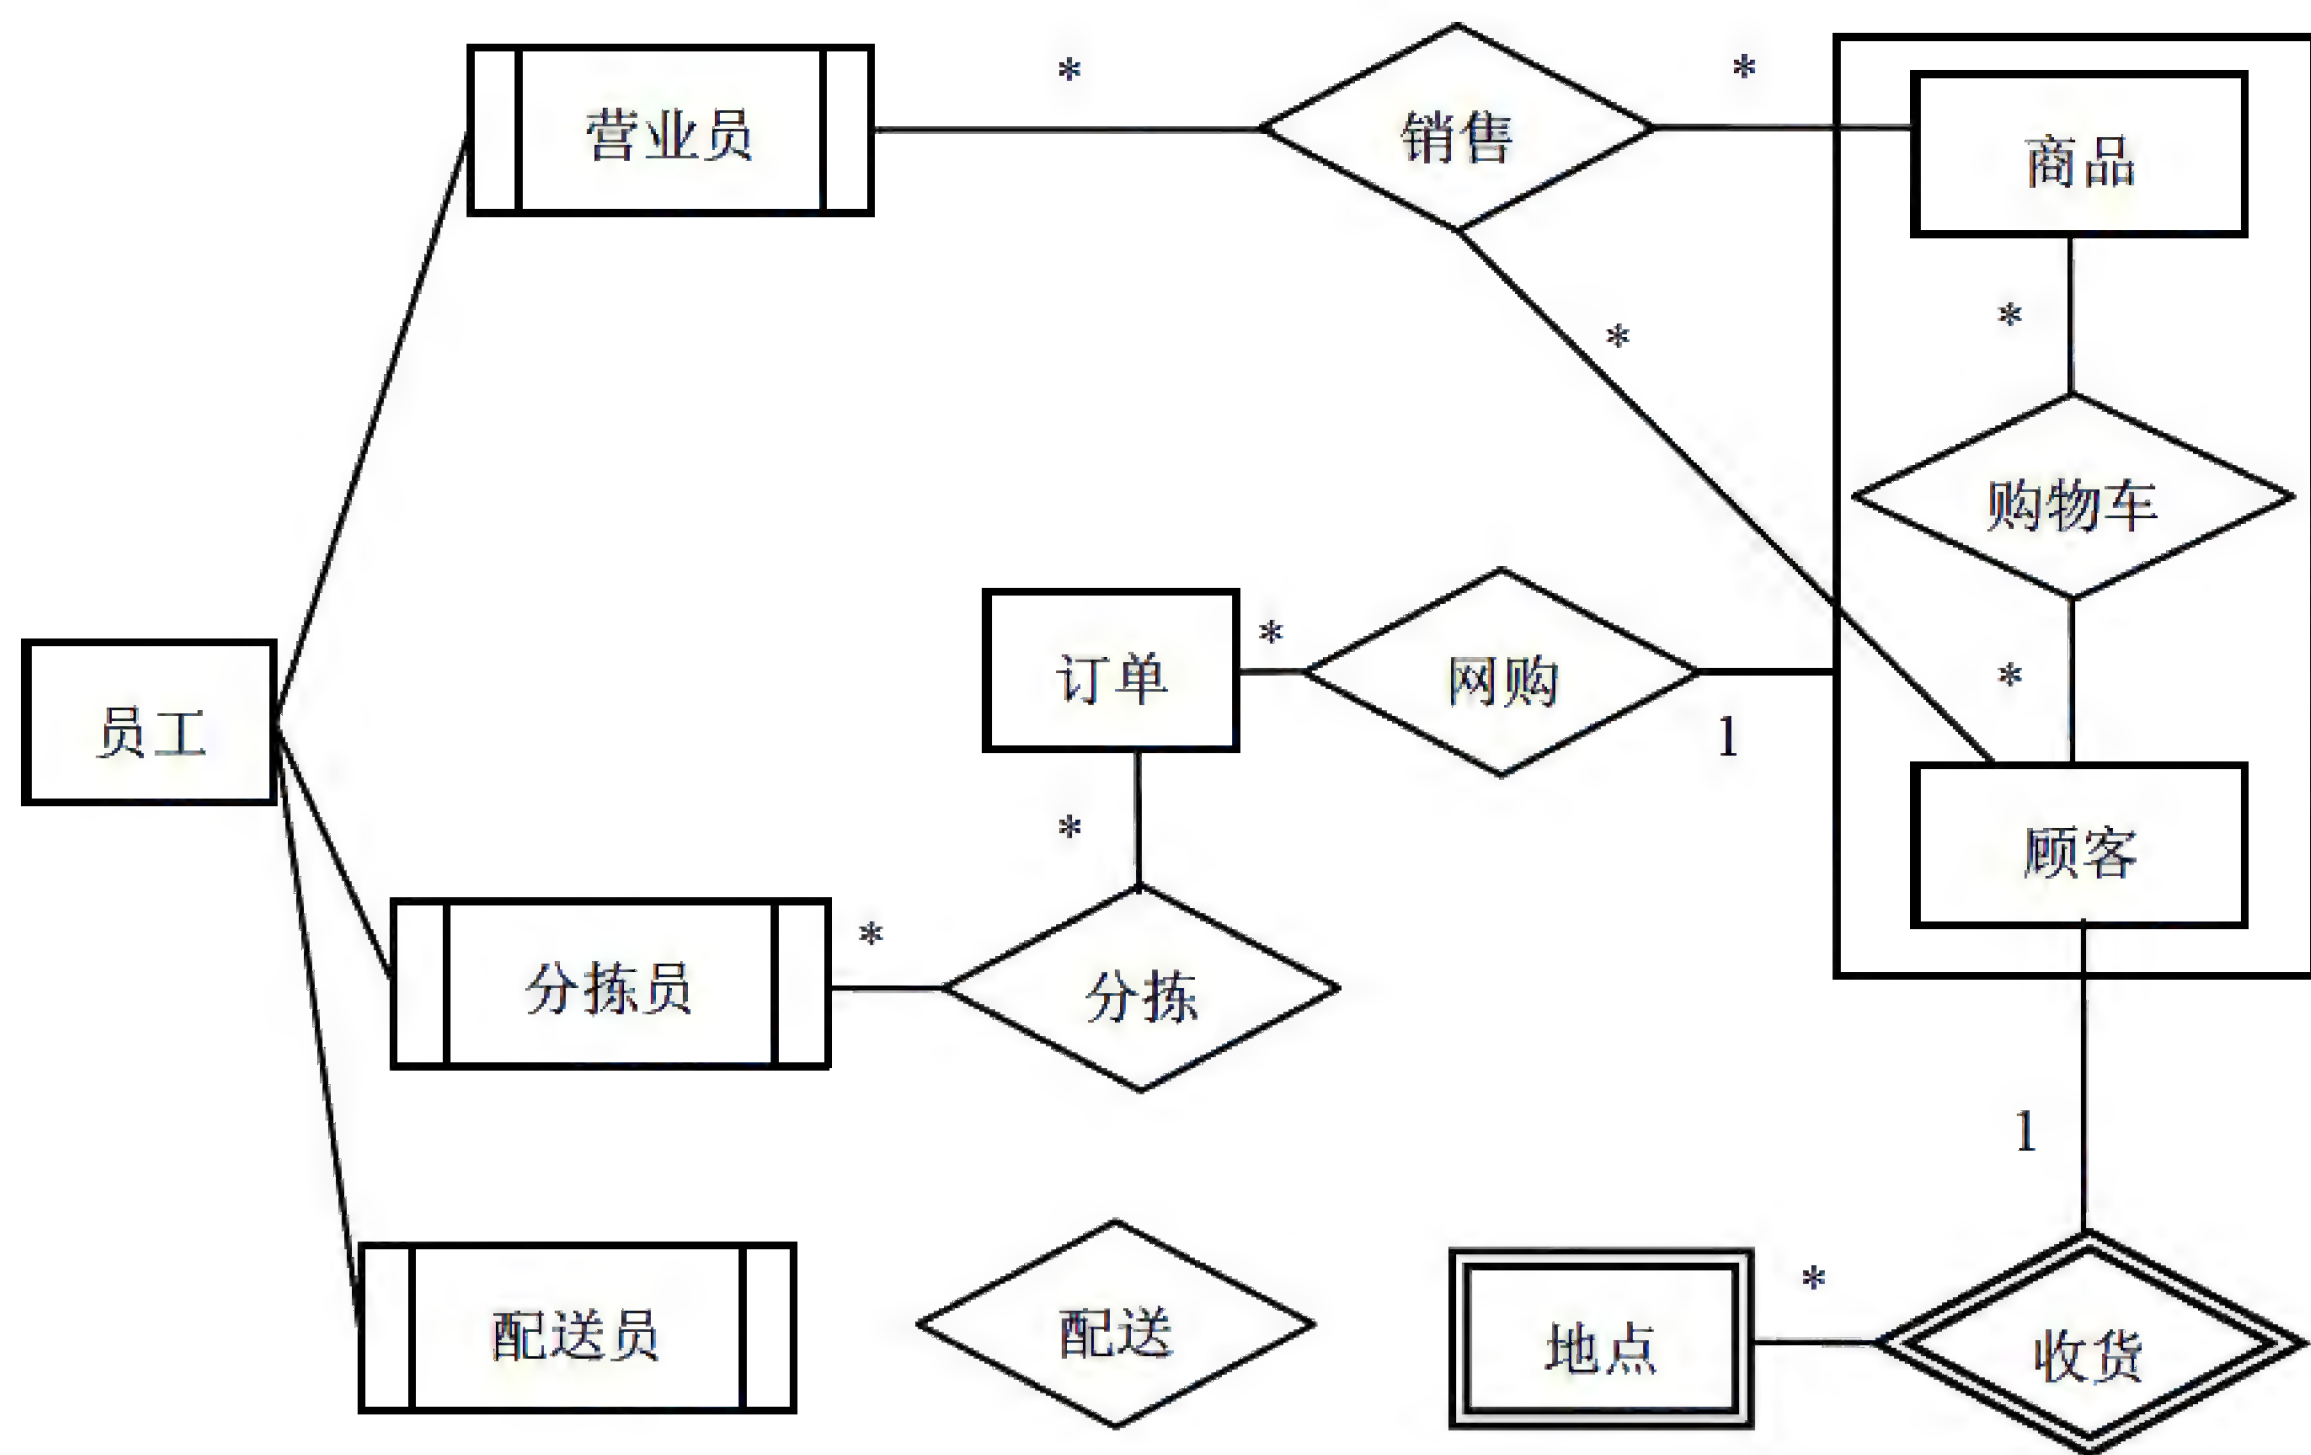 营业员
*
销售
*
商品
*
*
购物车
*
订单
*
网购
1
员工
*
顾客
*
分拣员
分拣
1
配送员
配送
地点
*
收货